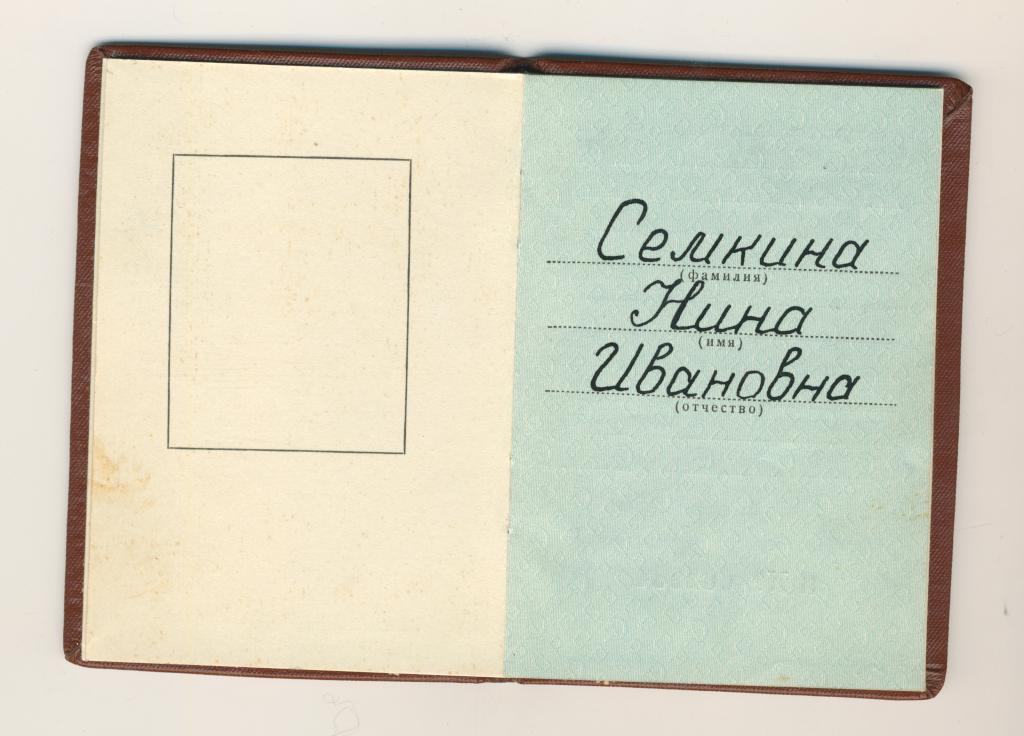 Семкина
(фамилия)
Нина
(имя)
Ивановна
(отчество)